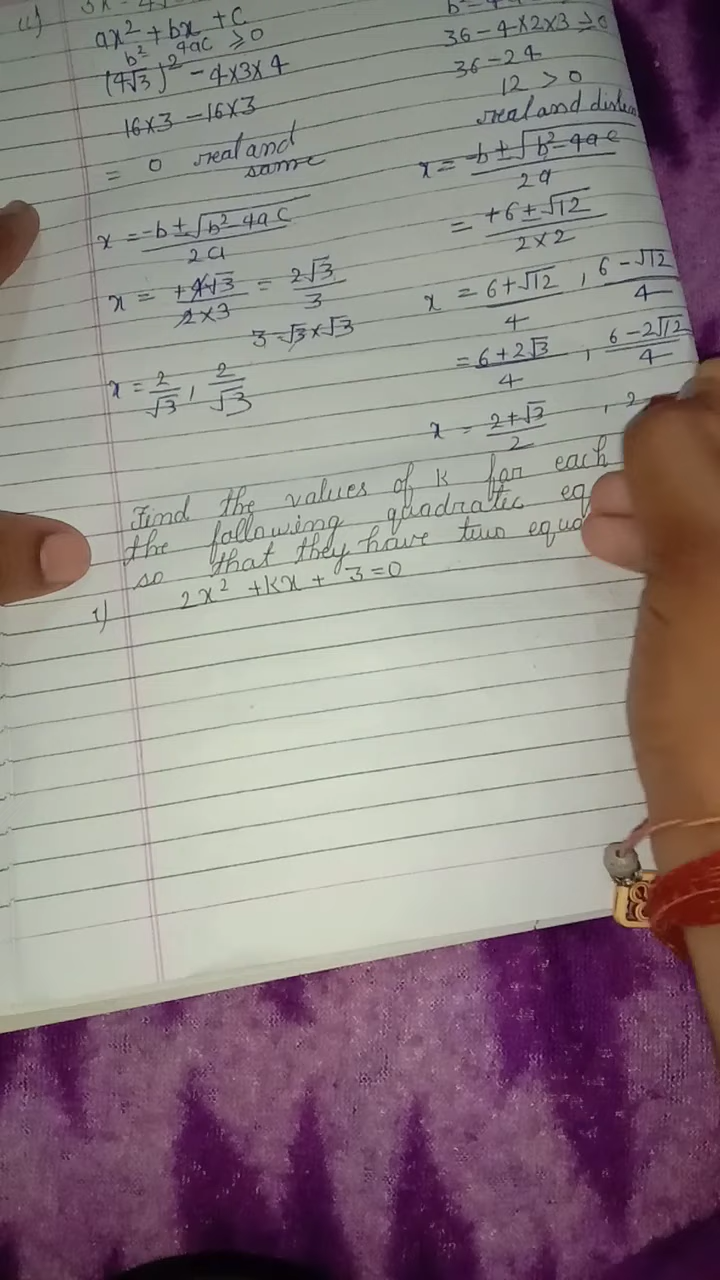 ii)
ax² + bx + c
b² 4ac ≥ 0
(4√3)² - 4×3×4
16×3 - 16×3
= 0 real and
same
x = -b ± √b² - 4ac
2a
x = +4√3 = 2√3
2×3 3
3 √3×√3
x = 2 , 2
√3 √3
36 - 4×2×3 ≥ 0
36 - 24
12 > 0
real and
x = -b ± √b² - 4ac
2a
= +6 ± √12
2×2
x = 6 + √12 , 6 - √12
4 4
= 6 + 2√3 , 6 - 2√12
4 4
x = 2 + √3 , 2
2
Find the values of k for each
the following quadratic
so that they have two
1) 2x² + kx + 3 = 0